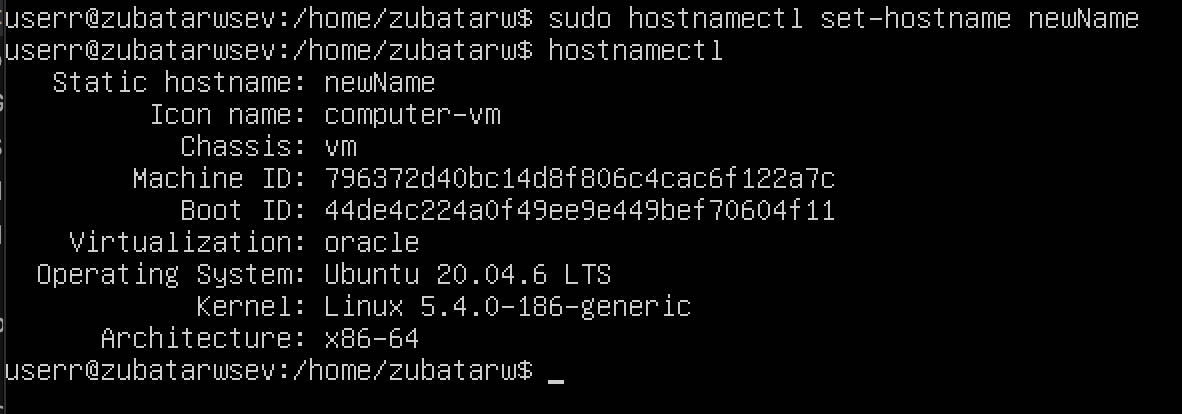 userr@zubatarwsev:/home/zubatarw$ sudo hostnamectl set-hostname newName
userr@zubatarwsev:/home/zubatarw$ hostnamectl
Static hostname: newName
Icon name: computer-vm
Chassis: vm
Machine ID: 796372d40bc14d8f806c4cac6f122a7c
Boot ID: 44de4c224a0f49ee9e449bef70604f11
Virtualization: oracle
Operating System: Ubuntu 20.04.6 LTS
Kernel: Linux 5.4.0-186-generic
Architecture: x86-64
userr@zubatarwsev:/home/zubatarw$ _